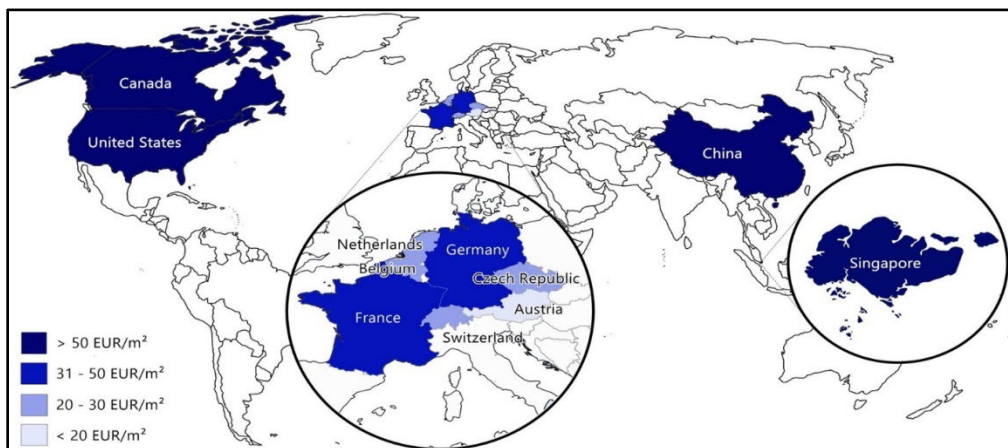 Canada
United States
China
Netherlands
Germany
Belgium
Czech Republic
Singapore
Austria
France
Switzerland
> 50 EUR/m²
31 - 50 EUR/m²
20 - 30 EUR/m²
< 20 EUR/m²